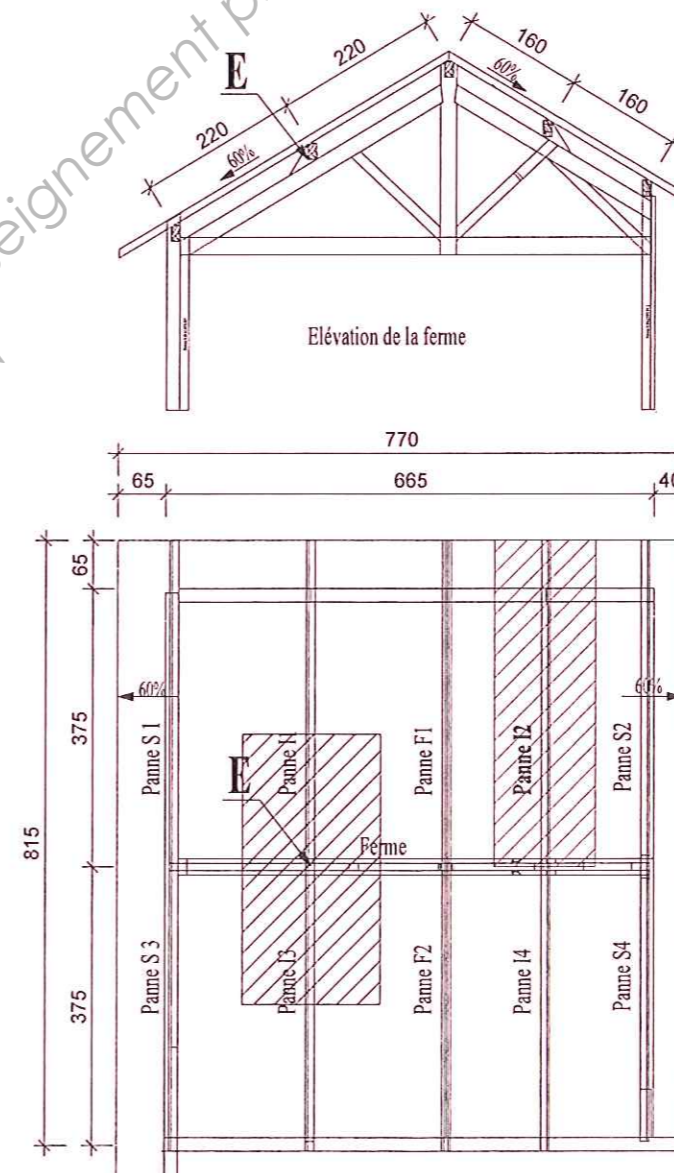 eignement p
220
160
E
60%
160
220
60%
Elévation de la ferme
770
65
665
40
65
60%
60%
375
Panne S 1
Panne I
Panne F1
Panne I2
Panne S2
E
815
Ferme
375
Panne S 3
Panne I3
Panne F2
Panne I4
Panne S4